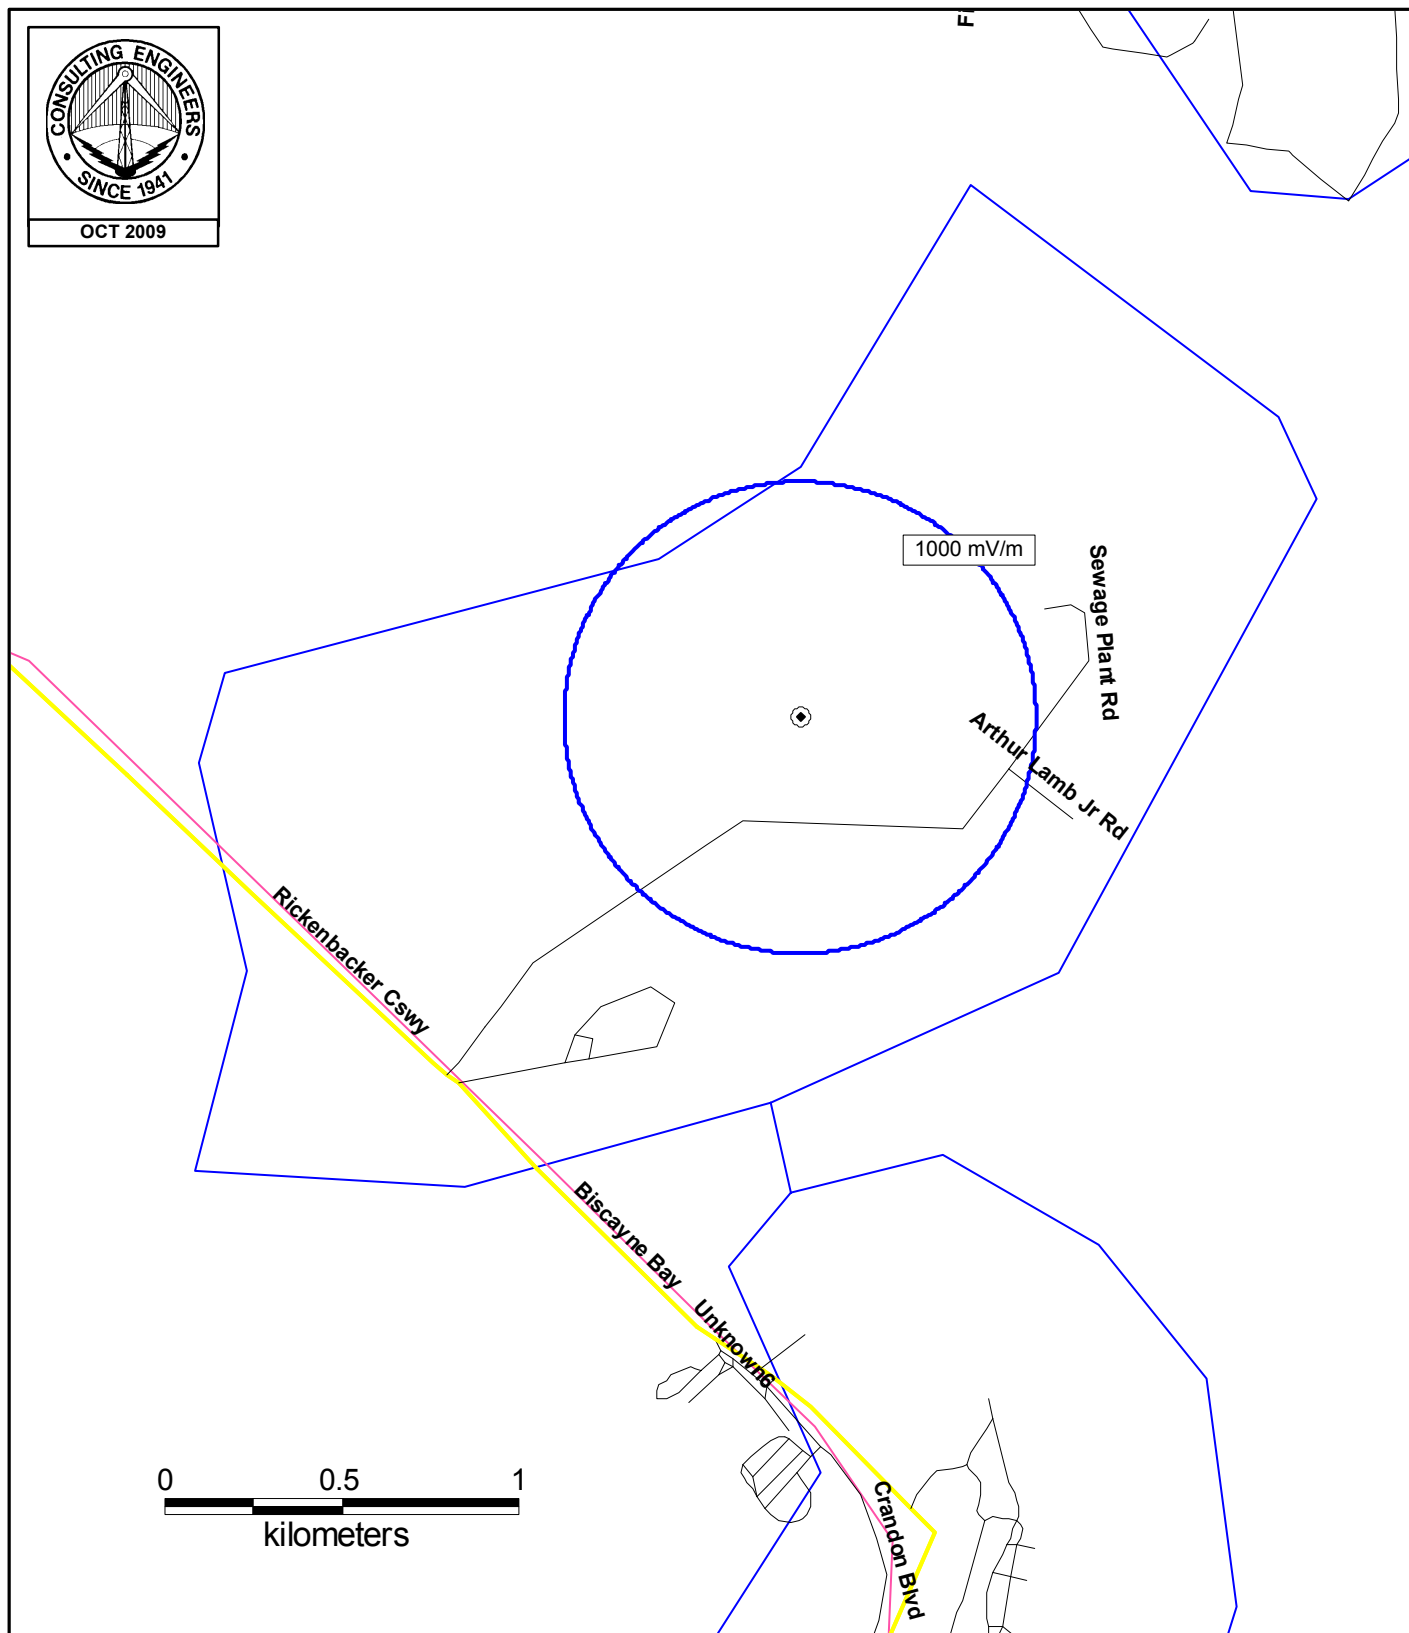 CONSULTING ENGINEERS
SINCE 1941
OCT 2009
1000 mV/m
Sewage Plant Rd
Arthur Lamb Jr Rd
Rickenbacker Cswy
Biscayne Bay
Unknown6
Crandon Blvd
0 0.5 1
kilometers